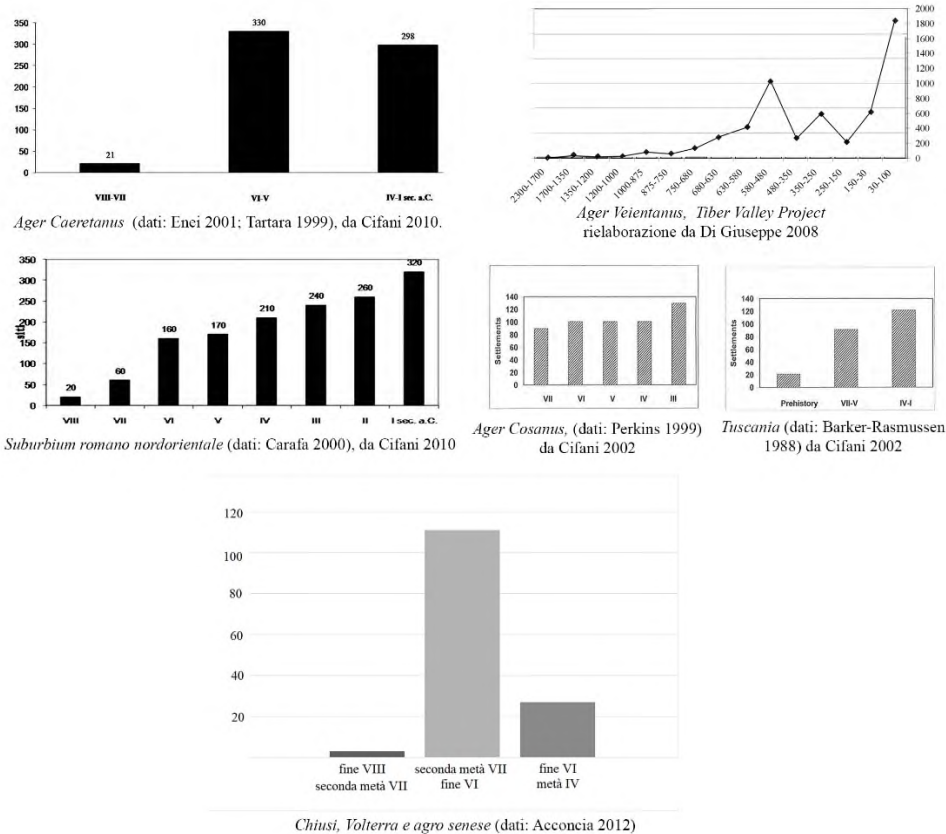 350
300
250
200
150
100
50
0
21
330
298
VIII-VII
VI-V
IV-I sec. a.C.
Ager Caeretanus (dati: Enei 2001; Tartara 1999), da Cifani 2010.
2000
1800
1600
1400
1200
1000
800
600
400
200
0
2300-1700
1700-1350
1350-1200
1200-1000
1000-875
875-750
750-680
680-630
630-580
580-480
480-350
350-250
250-150
150-30
30-100
Ager Veientanus, Tiber Valley Project
rielaborazione da Di Giuseppe 2008
350
300
250
200
150
100
50
0
siti
20
60
160
170
210
240
260
320
VIII
VII
VI
V
IV
III
II
I sec. a.C.
Suburbium romano nordorientale (dati: Carafa 2000), da Cifani 2010
Settlements
140
120
100
80
60
40
20
0
VII
VI
V
IV
III
Ager Cosanus, (dati: Perkins 1999)
da Cifani 2002
Settlements
140
120
100
80
60
40
20
0
Prehistory
VII-V
IV-I
Tuscania (dati: Barker-Rasmussen
1988) da Cifani 2002
120
100
80
60
40
20
fine VIII
seconda metà VII
seconda metà VII
fine VI
fine VI
metà IV
Chiusi, Volterra e agro senese (dati: Acconcia 2012)